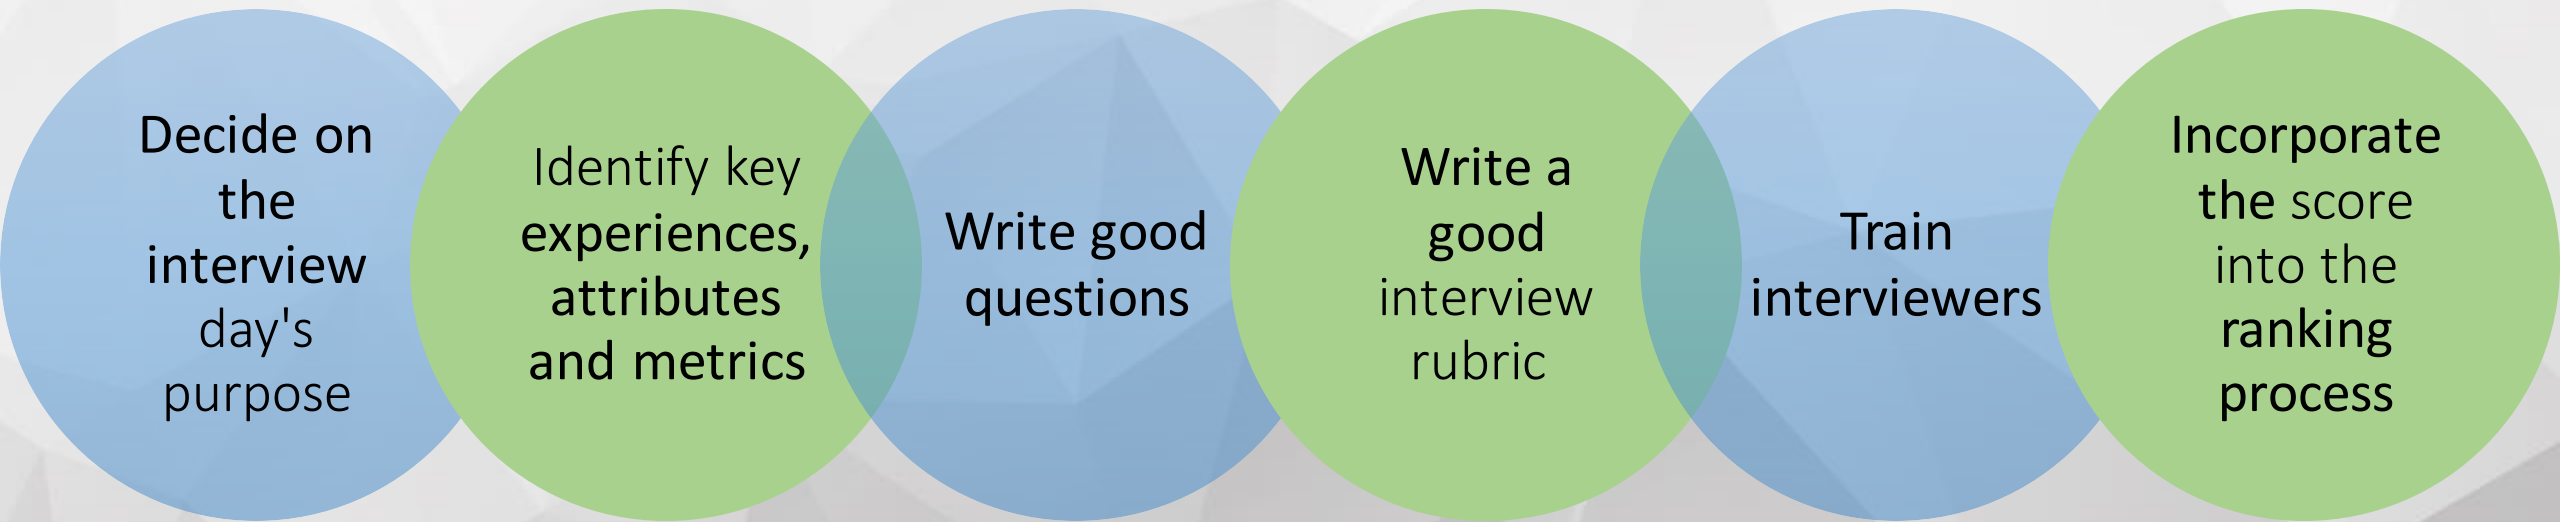 Decide on
the
interview
day's
purpose
Identify key
experiences,
attributes
and metrics
Write good
questions
Write a
good
interview
rubric
Train
interviewers
Incorporate
the score
into the
ranking
process